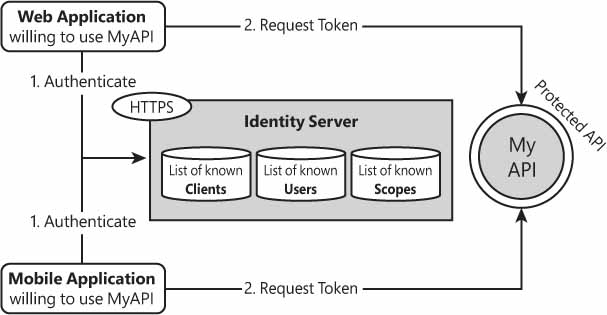 Web Application
willing to use MyAPI
2. Request Token
1. Authenticate
HTTPS
Identity Server
List of known
Clients
List of known
Users
List of known
Scopes
Protected API
My
API
1. Authenticate
Mobile Application
willing to use MyAPI
2. Request Token